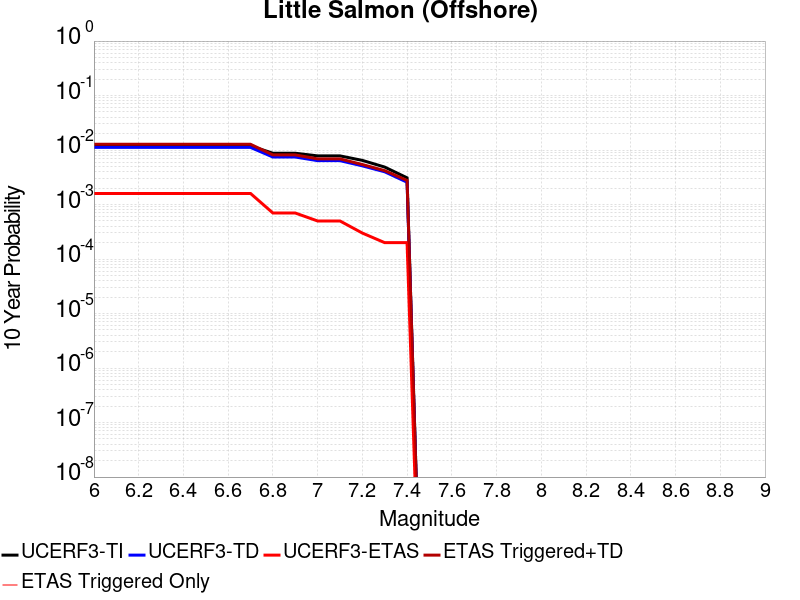 Little Salmon (Offshore)
10^0
10^-1
10^-2
10^-3
10^-4
10^-5
10^-6
10^-7
10^-8
10 Year Probability
6 6.2 6.4 6.6 6.8 7 7.2 7.4 7.6 7.8 8 8.2 8.4 8.6 8.8 9
Magnitude
UCERF3-TI UCERF3-TD UCERF3-ETAS ETAS Triggered+TD
ETAS Triggered Only